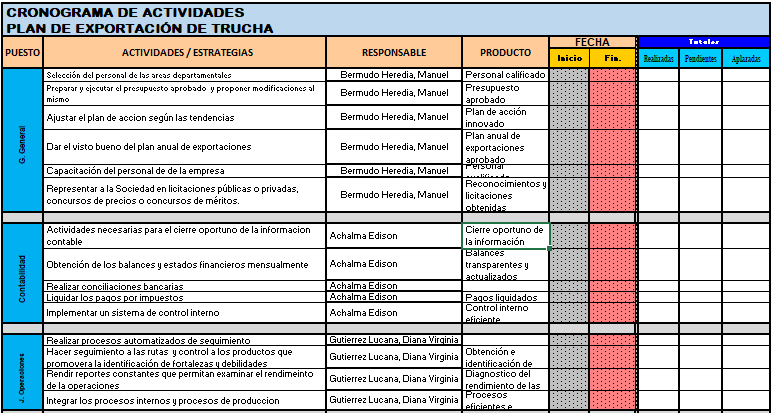 CRONOGRAMA DE ACTIVIDADES
PLAN DE EXPORTACIÓN DE TRUCHA
PUESTO
ACTIVIDADES / ESTRATEGIAS
RESPONSABLE
PRODUCTO
FECHA
Totales
Inicio
Fin.
Realizadas
Pendientes
Aplazadas
G. General
Selección del personal de las areas departamentales
Bermudo Heredia, Manuel
Personal calificado
Preparar y ejecutar el presupuesto aprobado y proponer modificaciones al
mismo
Bermudo Heredia, Manuel
Presupuesto
aprobado
Ajustar el plan de accion según las tendencias
Bermudo Heredia, Manuel
Plan de acción
innovado
Dar el visto bueno del plan anual de exportaciones
Bermudo Heredia, Manuel
Plan anual de
exportaciones
aprobado
Capacitación del personal de de la empresa
Bermudo Heredia, Manuel
Personal
Representar a la Sociedad en licitaciones públicas o privadas,
concursos de precios o concursos de méritos.
Bermudo Heredia, Manuel
Reconocimientos y
licitaciones
obtenidas
Contabilidad
Actividades necesarias para el cierre oportuno de la informacion
contable
Achalma Edison
Cierre oportuno de
la información
Obtención de los balances y estados financieros mensualmente
Achalma Edison
Balances
transparentes y
actualizados
Realizar conciliaciones bancarias
Achalma Edison
Liquidar los pagos por impuestos
Achalma Edison
Pagos liquidados
Implementar un sistema de control interno
Achalma Edison
Control interno
eficiente
J. Operaciones
Realizar procesos automatizados de seguimiento
Gutierrez Lucana, Diana Virginia
Hacer seguimiento a las rutas y control a los productos que
promovera la identificación de fortalezas y debilidades
Gutierrez Lucana, Diana Virginia
Obtención e
identificación de
Rendir reportes constantes que permitan examinar el rendimeinto
de la operaciones
Gutierrez Lucana, Diana Virginia
Diagnostico del
rendimiento de las
Integrar los procesos internos y procesos de produccion
Gutierrez Lucana, Diana Virginia
Procesos
eficientes e